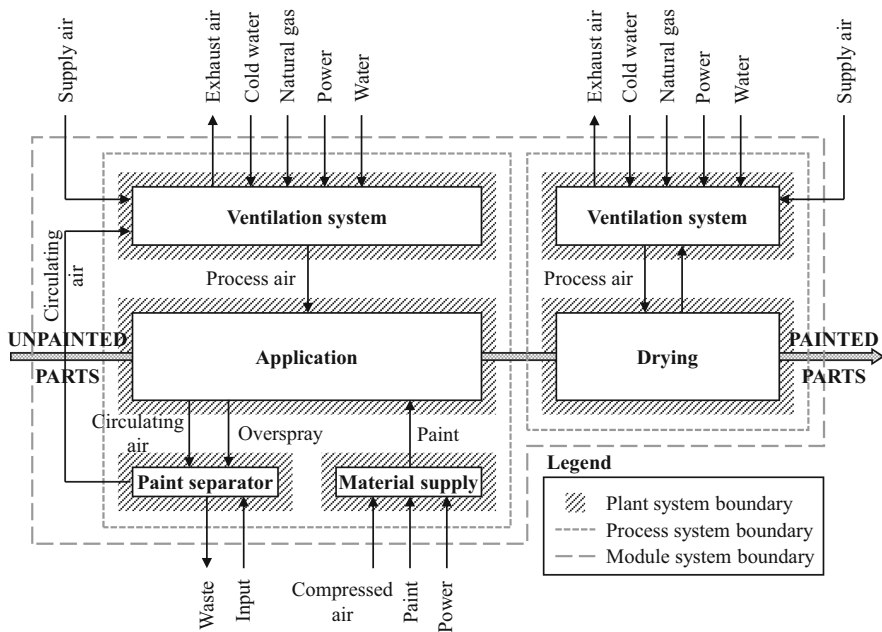 Supply air
Exhaust air
Cold water
Natural gas
Power
Water
Exhaust air
Cold water
Natural gas
Power
Water
Supply air
Ventilation system
Ventilation system
Circulating
air
Process air
Process air
UNPAINTED
PARTS
Application
Drying
PAINTED
PARTS
Circulating
air
Overspray
Paint
Paint separator
Material supply
Waste
Input
Compressed
air
Paint
Power
Legend
Plant system boundary
Process system boundary
Module system boundary